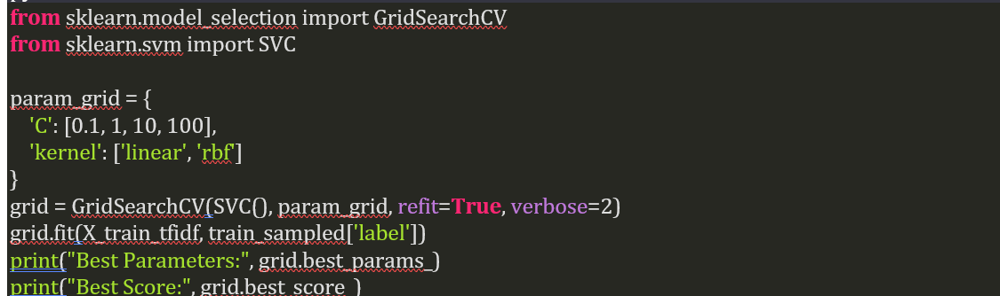 from sklearn.model_selection import GridSearchCV
from sklearn.svm import SVC
param_grid = {
    'C': [0.1, 1, 10, 100],
    'kernel': ['linear', 'rbf']
}
grid = GridSearchCV(SVC(), param_grid, refit=True, verbose=2)
grid.fit(X_train_tfidf, train_sampled['label'])
print("Best Parameters:", grid.best_params_)
print("Best Score:", grid.best_score_)